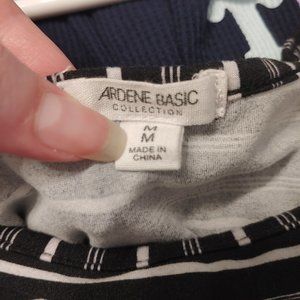 ARDENE BASIC
COLLECTION
M
M
MADE IN
CHINA